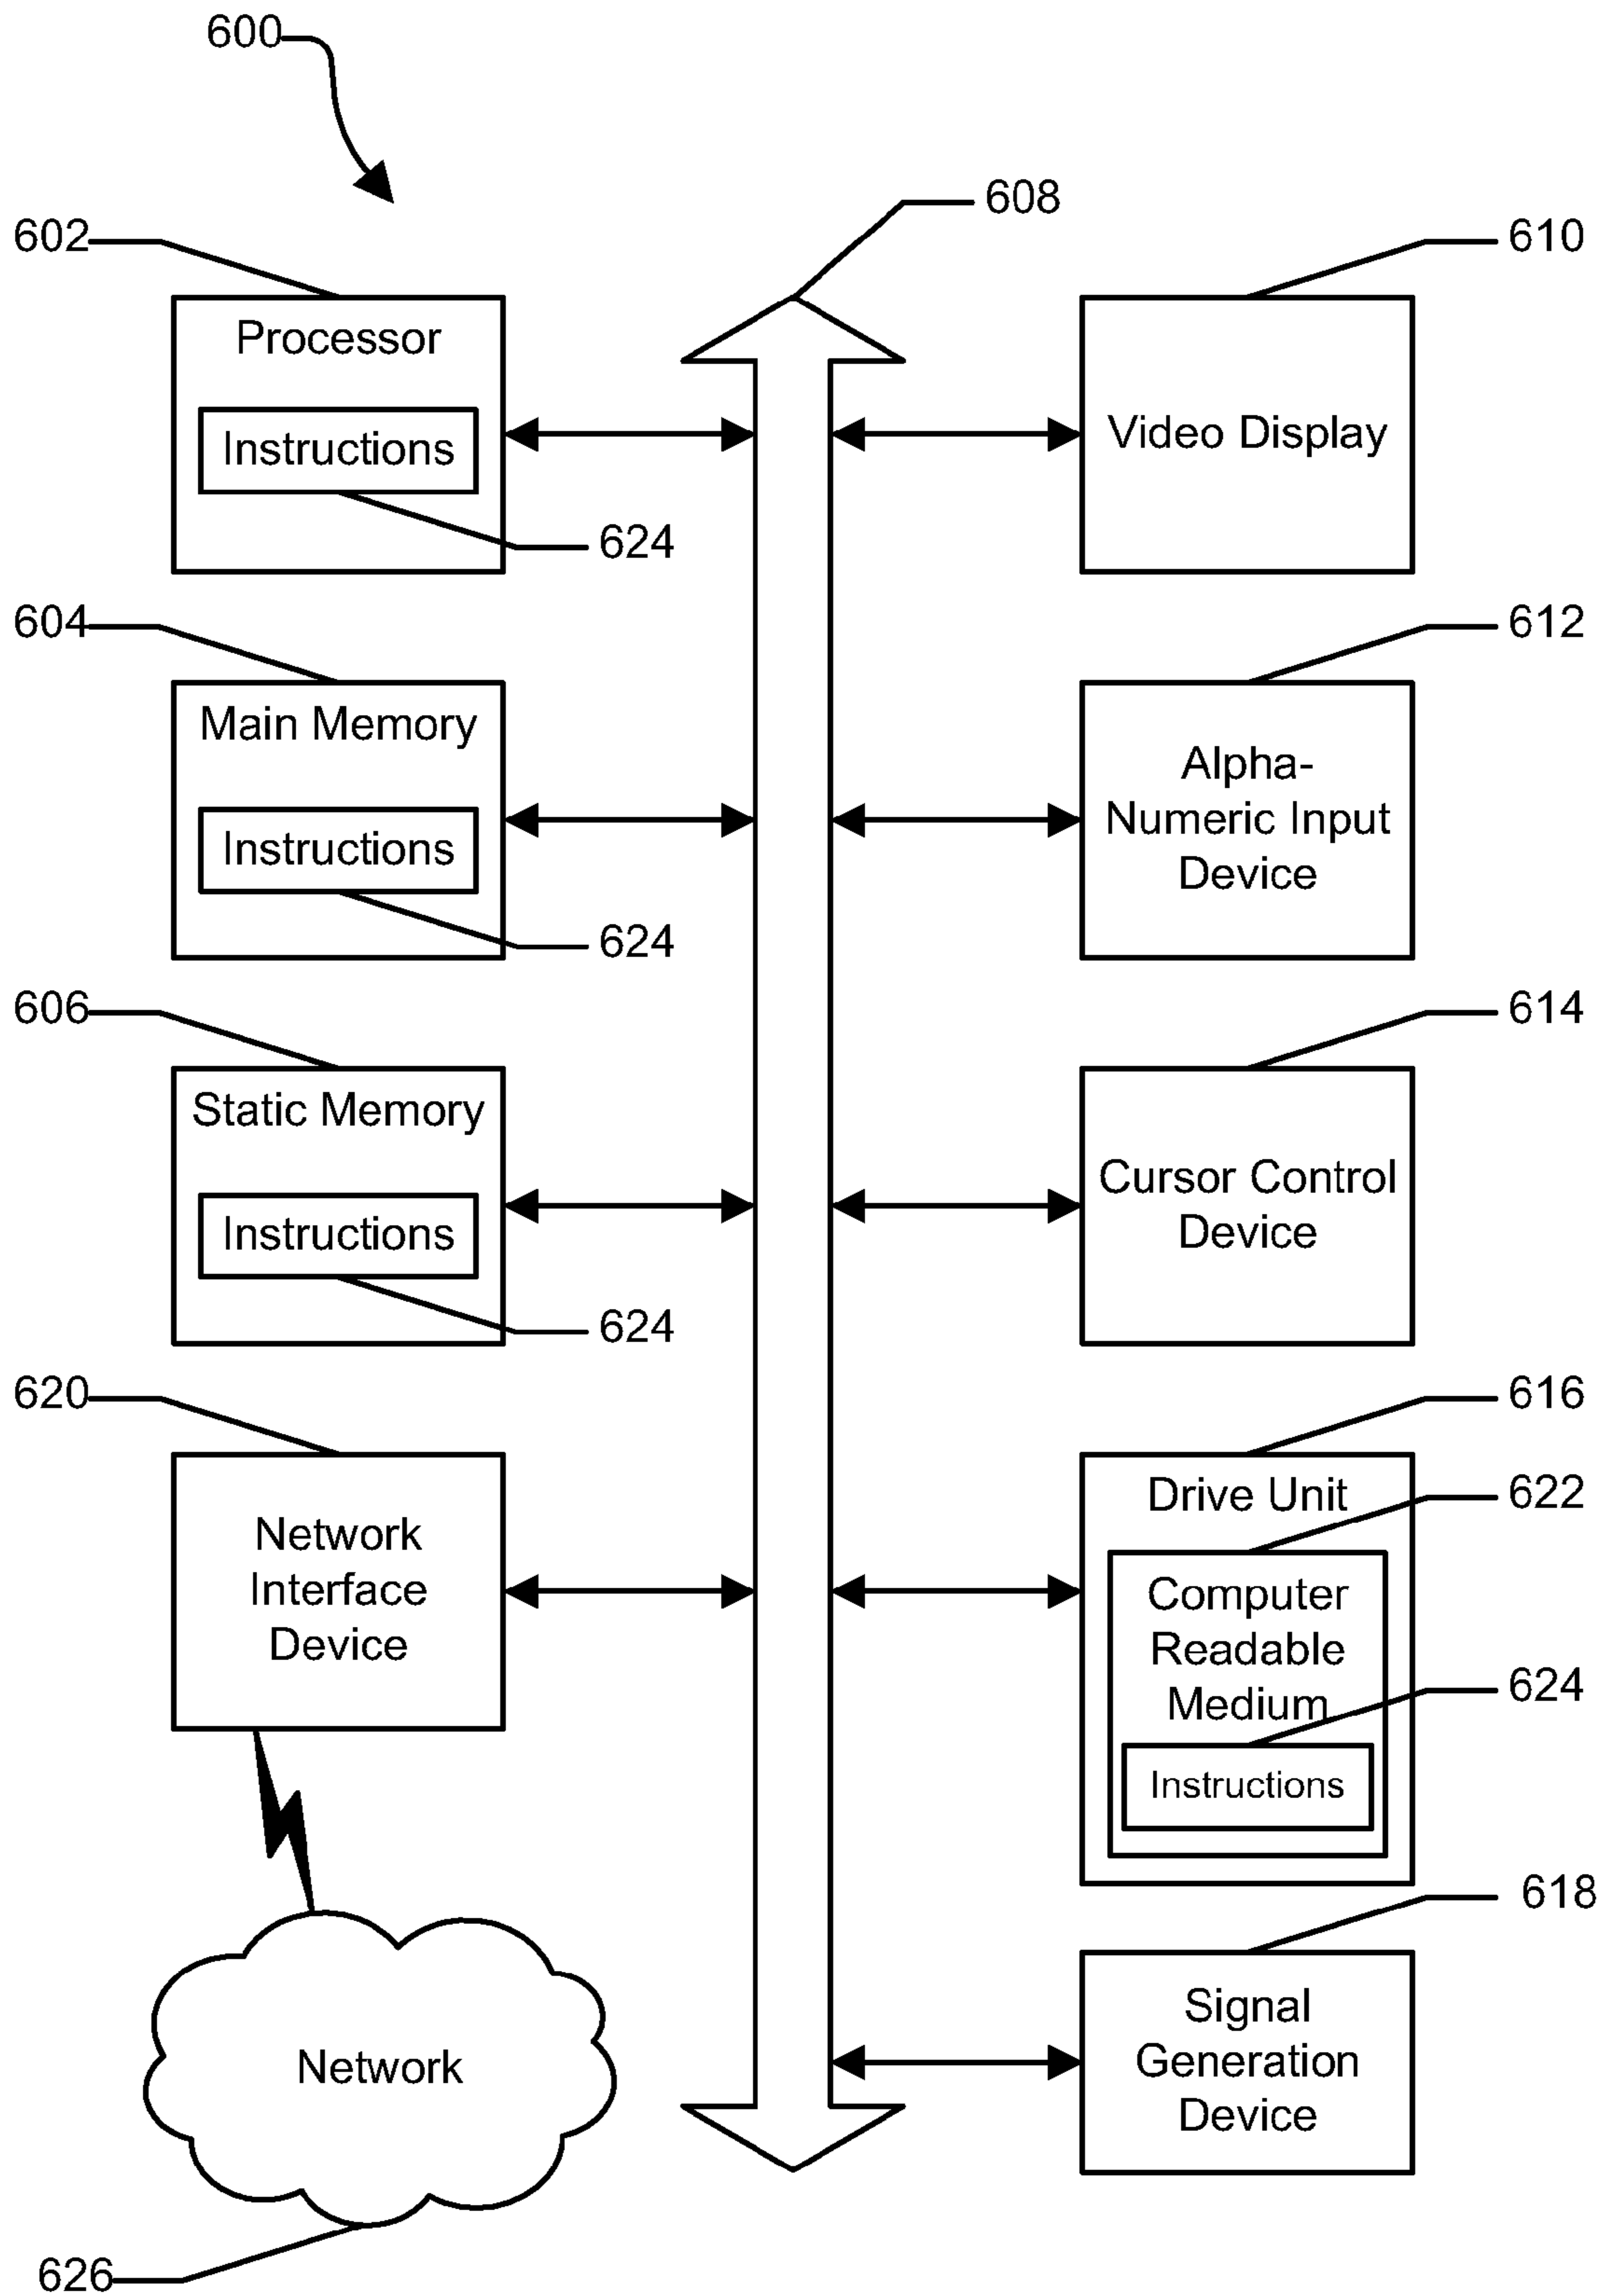 600
608
602
610
Processor
Instructions
624
Video Display
604
612
Main Memory
Instructions
624
Alpha-
Numeric Input
Device
606
614
Static Memory
Instructions
624
Cursor Control
Device
620
616
Network
Interface
Device
Drive Unit
622
Computer
Readable
Medium
624
Instructions
618
Signal
Generation
Device
Network
626